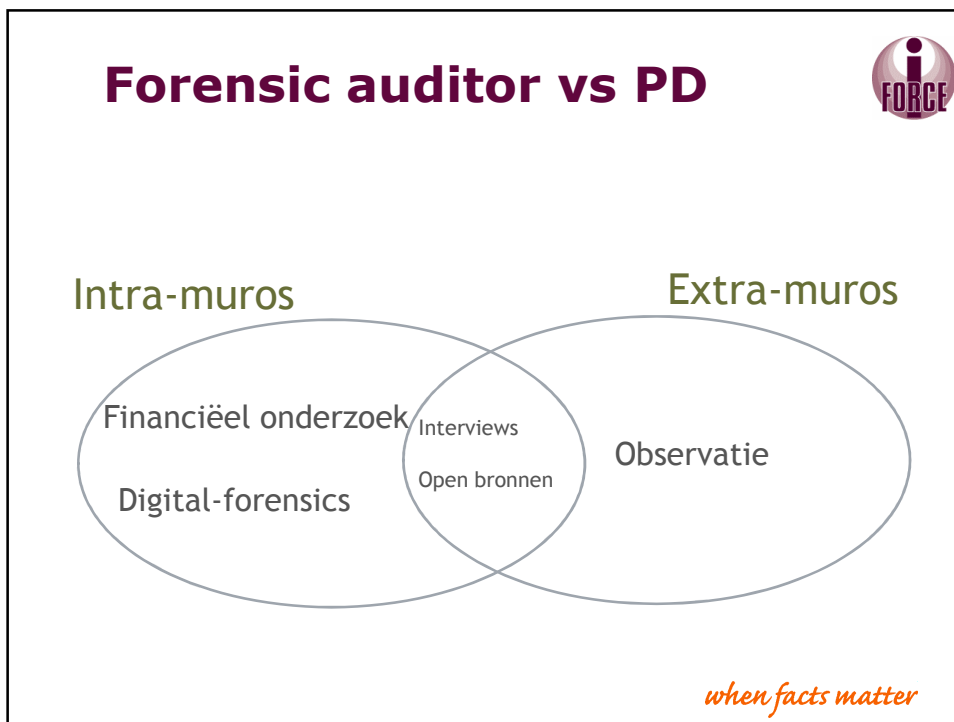 Forensic auditor vs PD
i
FORCE
Intra-muros
Extra-muros
Financiëel onderzoek
Digital-forensics
Interviews
Open bronnen
Observatie
when facts matter